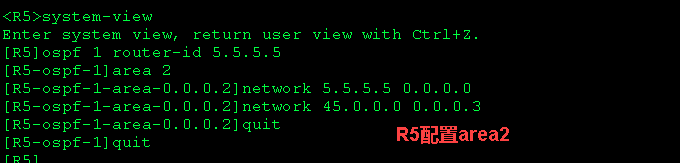 <R5>system-view
Enter system view, return user view with Ctrl+Z.
[R5]ospf 1 router-id 5.5.5.5
[R5-ospf-1]area 2
[R5-ospf-1-area-0.0.0.2]network 5.5.5.5 0.0.0.0
[R5-ospf-1-area-0.0.0.2]network 45.0.0.0 0.0.0.3
[R5-ospf-1-area-0.0.0.2]quit
R5配置area2
[R5-ospf-1]quit
[R5]